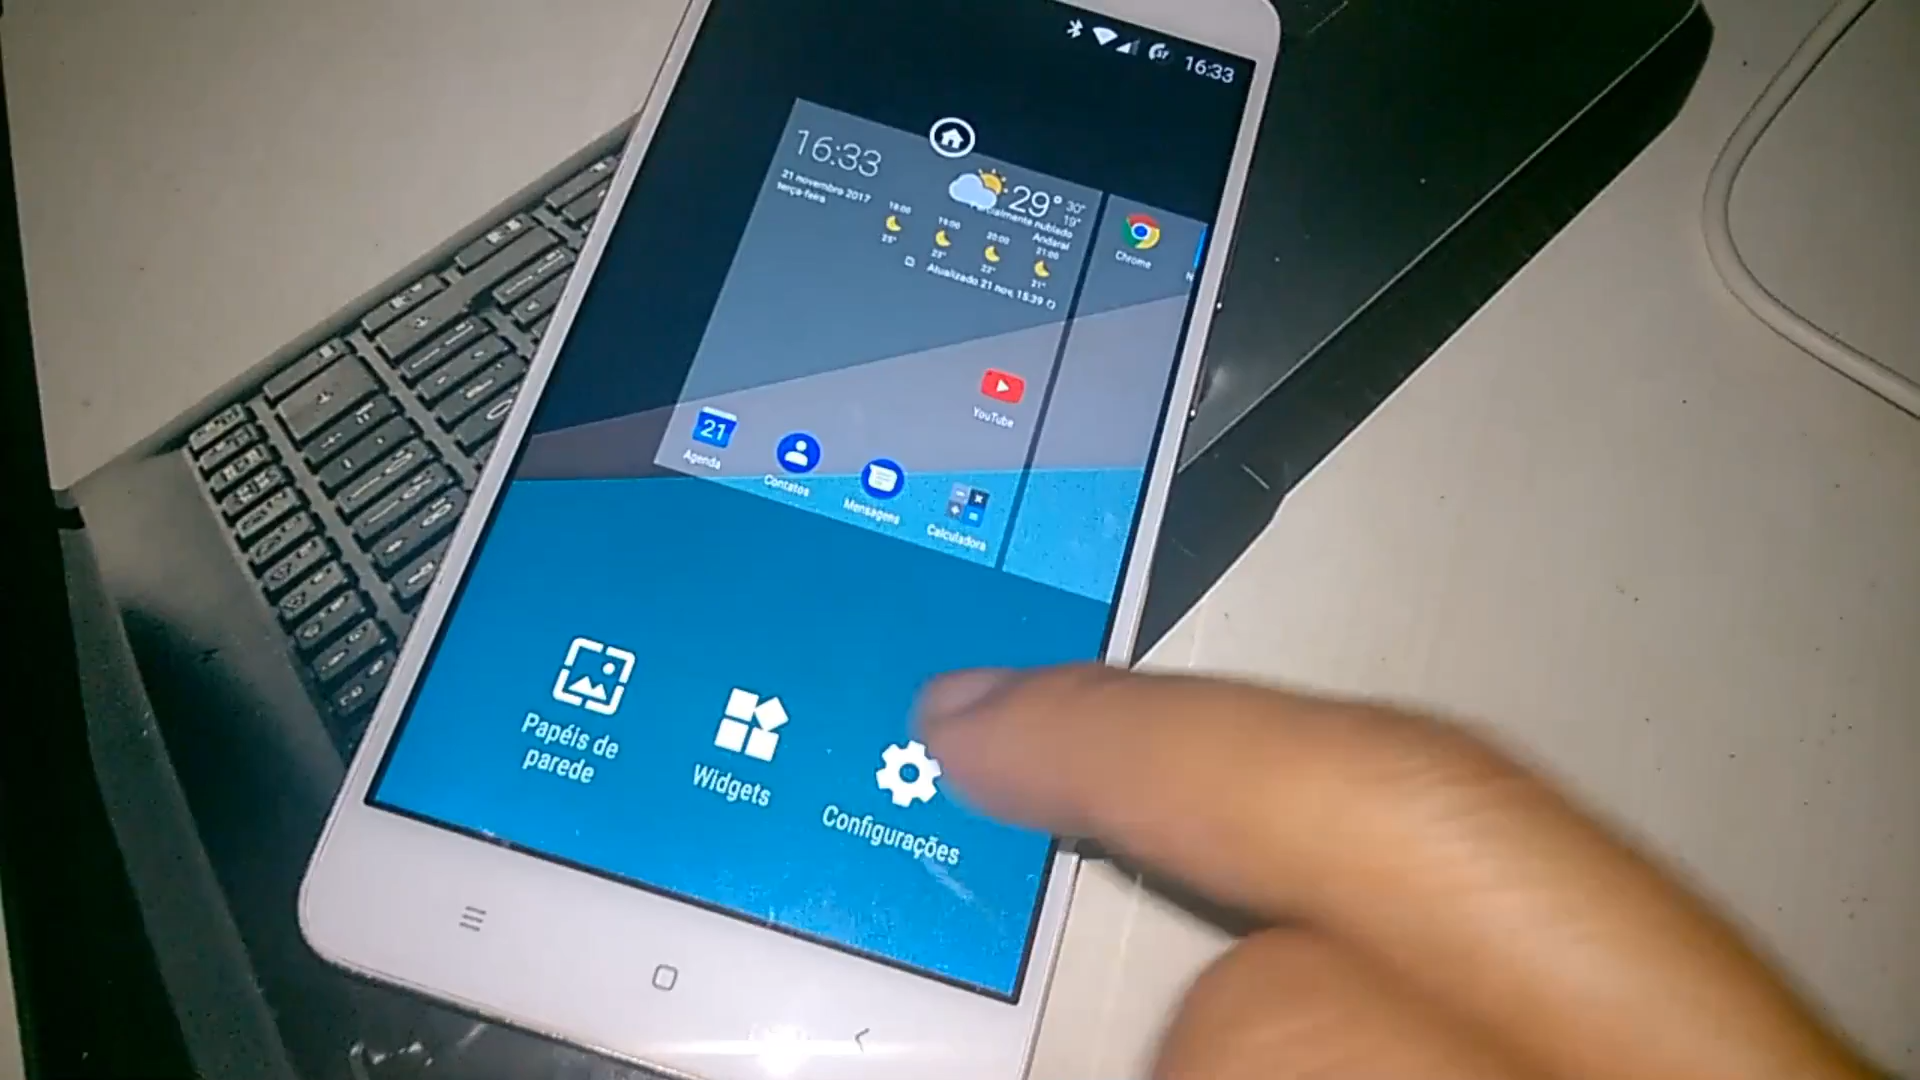 16:33
16:33
21 novembro 2017
terça-feira
29° 30°
19°
Parcialmente nublado
Andaraí
18:00 19:00 20:00 21:00
22° 21°
Atualizado 21 nov, 15:39
Chrome
N
YouTube
21
Agenda
Contatos
Mensagens
Calculadora
Papéis de
parede
Widgets
Configurações